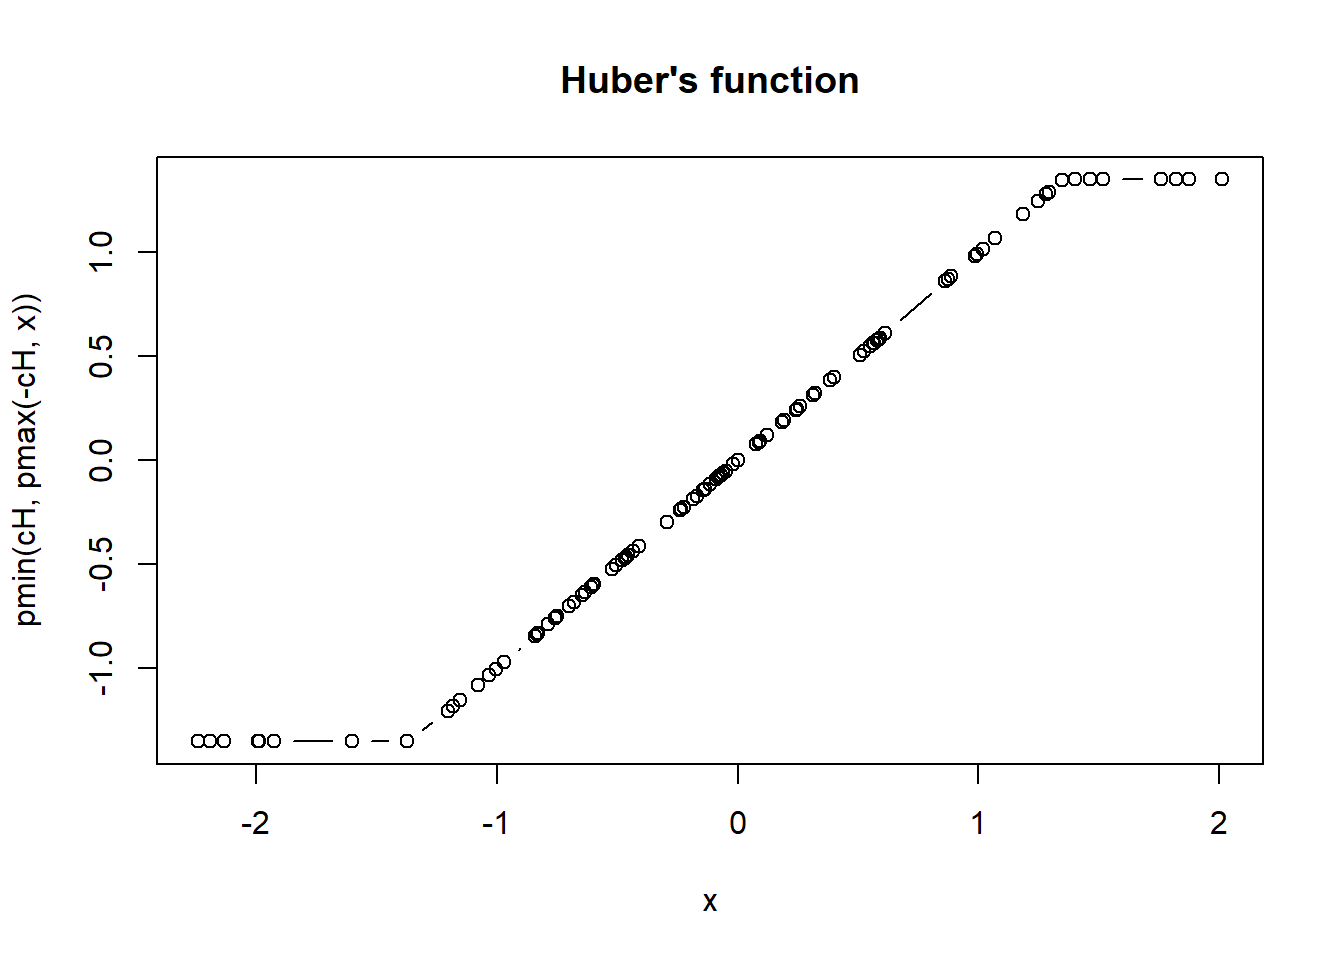 Huber's function
pmin(cH, pmax(-cH, x))
1.0
0.5
0.0
-0.5
-1.0
-2 -1 0 1 2
x